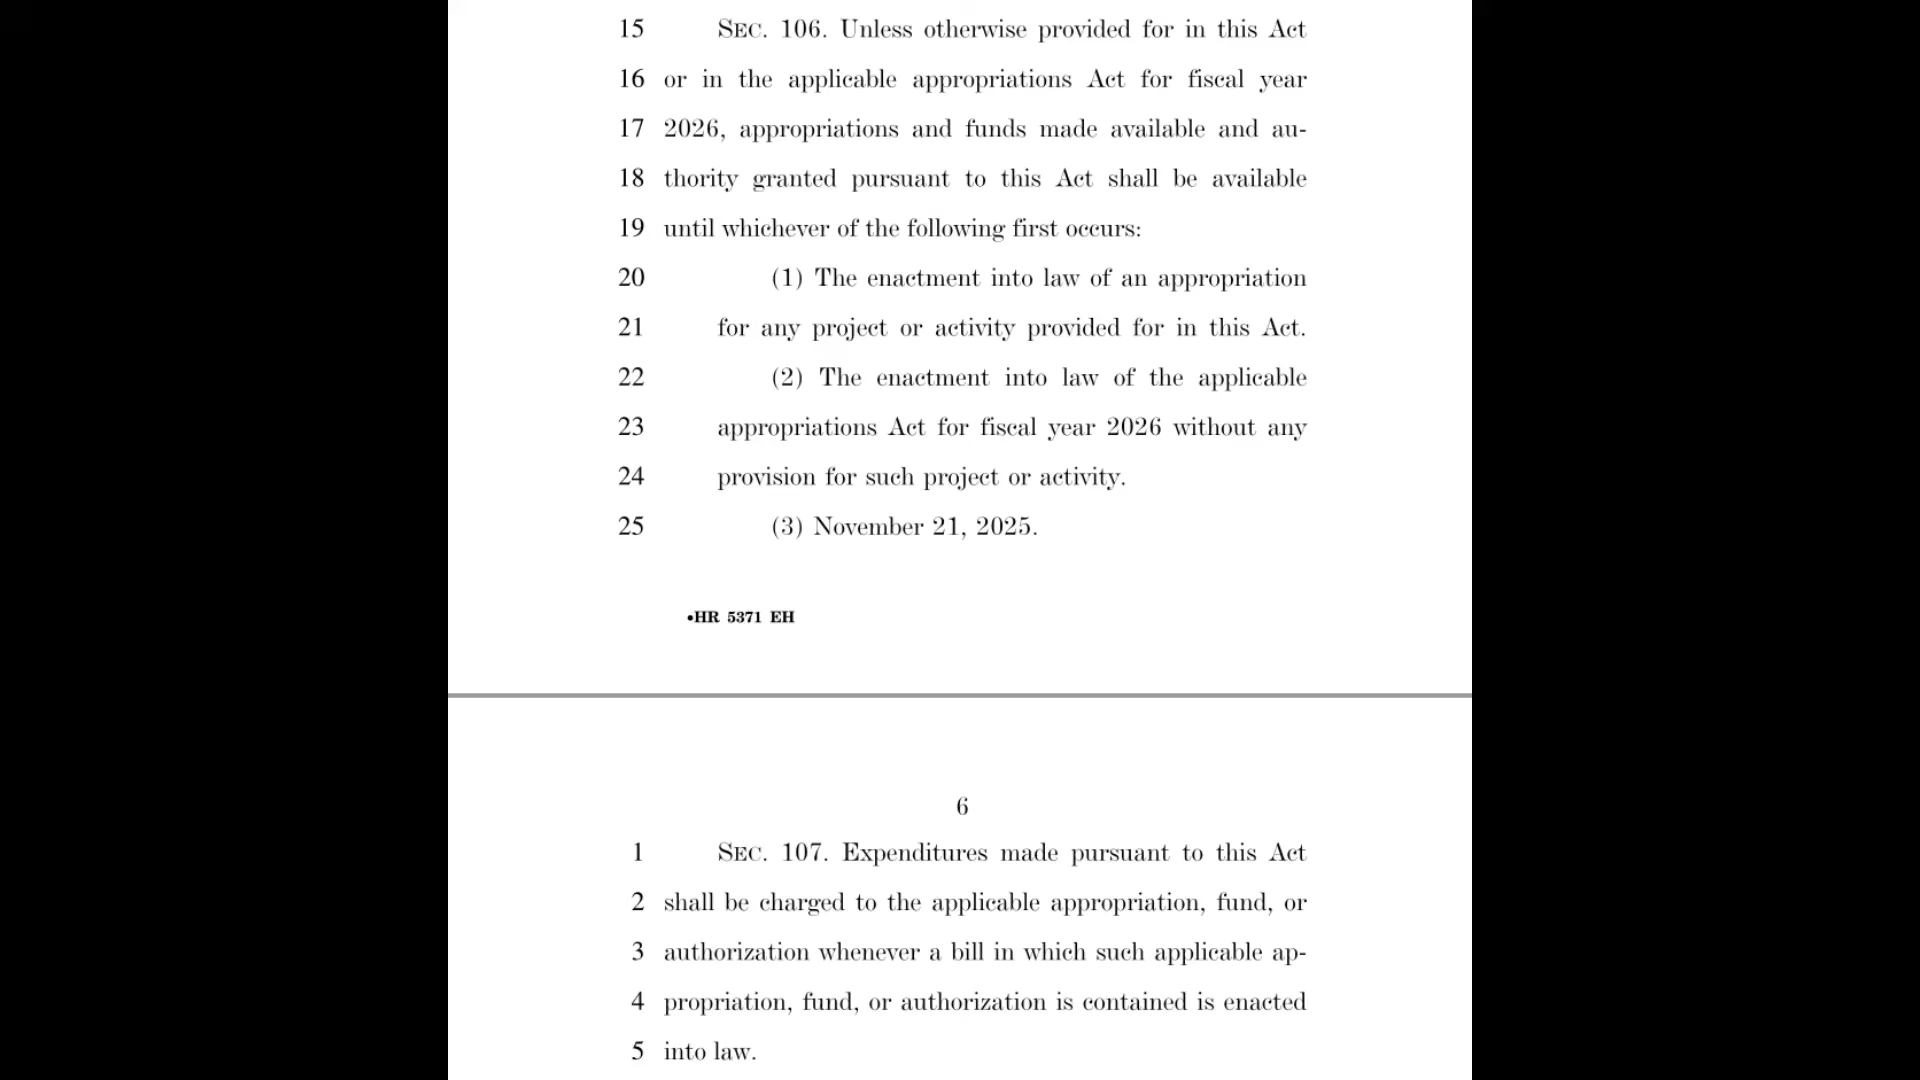 15 SEC. 106. Unless otherwise provided for in this Act
16 or in the applicable appropriations Act for fiscal year
17 2026, appropriations and funds made available and au-
18 thority granted pursuant to this Act shall be available
19 until whichever of the following first occurs:
20 (1) The enactment into law of an appropriation
21 for any project or activity provided for in this Act.
22 (2) The enactment into law of the applicable
23 appropriations Act for fiscal year 2026 without any
24 provision for such project or activity.
25 (3) November 21, 2025.
•HR 5371 EH
6
1 SEC. 107. Expenditures made pursuant to this Act
2 shall be charged to the applicable appropriation, fund, or
3 authorization whenever a bill in which such applicable ap-
4 propriation, fund, or authorization is contained is enacted
5 into law.